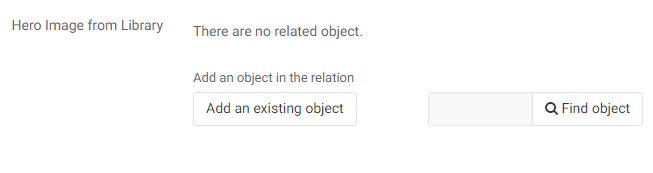 Hero Image from Library
There are no related object.
Add an object in the relation
Add an existing object
Find object